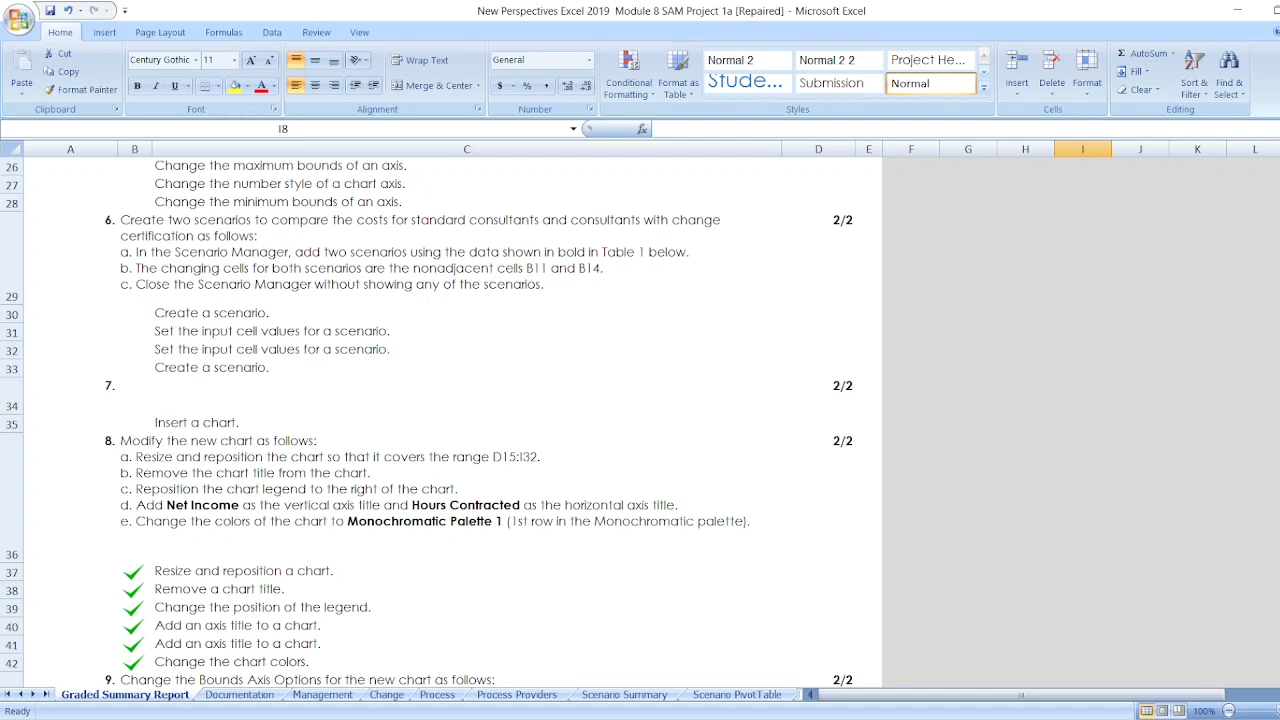 New Perspectives Excel 2019 Module 8 SAM Project 1a [Repaired] - Microsoft Excel
Home Insert Page Layout Formulas Data Review View
Cut
Copy
Format Painter
Paste
Clipboard
Century Gothic 11
B I U
Font
Wrap Text
Merge & Center
Alignment
General
$ % ,
Number
Conditional Formatting
Format as Table
Normal 2 Normal 2 2 Project He...
Stude... Submission Normal
Styles
Insert Delete Format
Cells
AutoSum
Fill
Clear
Sort & Filter
Find & Select
Editing
I8
fx
A B C D E F G H I J K L
26 Change the maximum bounds of an axis.
27 Change the number style of a chart axis.
28 Change the minimum bounds of an axis.
6. Create two scenarios to compare the costs for standard consultants and consultants with change 2/2
certification as follows:
a. In the Scenario Manager, add two scenarios using the data shown in bold in Table 1 below.
b. The changing cells for both scenarios are the nonadjacent cells B11 and B14.
c. Close the Scenario Manager without showing any of the scenarios.
29
30 Create a scenario.
31 Set the input cell values for a scenario.
32 Set the input cell values for a scenario.
33 Create a scenario.
7. 2/2
34
35 Insert a chart.
8. Modify the new chart as follows: 2/2
a. Resize and reposition the chart so that it covers the range D15:I32.
b. Remove the chart title from the chart.
c. Reposition the chart legend to the right of the chart.
d. Add Net Income as the vertical axis title and Hours Contracted as the horizontal axis title.
e. Change the colors of the chart to Monochromatic Palette 1 (1st row in the Monochromatic palette).
36
37 Resize and reposition a chart.
38 Remove a chart title.
39 Change the position of the legend.
40 Add an axis title to a chart.
41 Add an axis title to a chart.
42 Change the chart colors.
9. Change the Bounds Axis Options for the new chart as follows: 2/2
Graded Summary Report Documentation Management Change Process Process Providers Scenario Summary Scenario PivotTable
Ready 100%